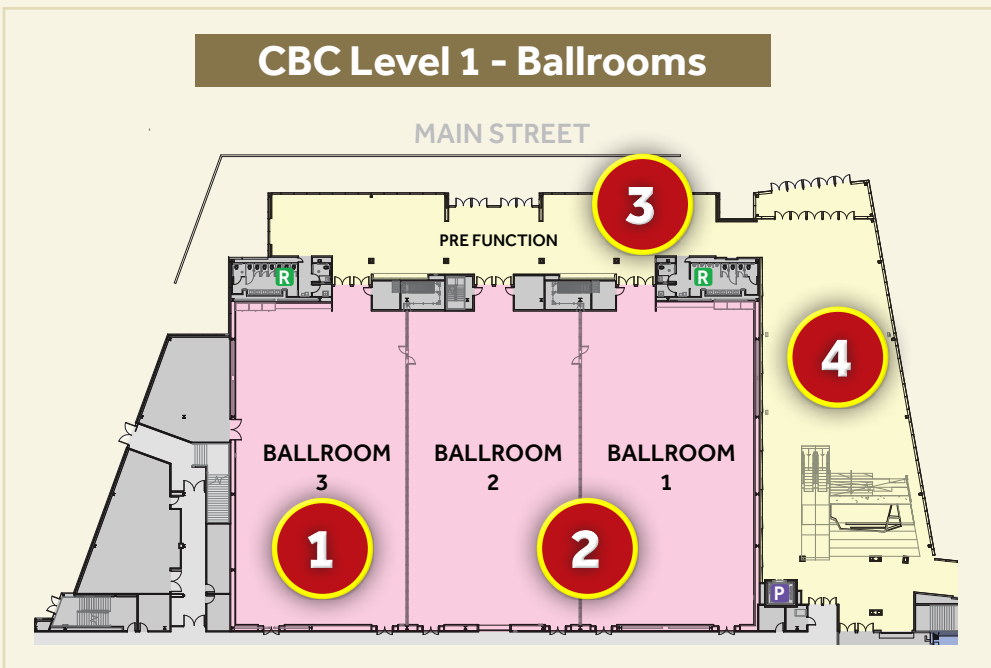 CBC Level 1 - Ballrooms
MAIN STREET
3
PRE FUNCTION
R
R
4
BALLROOM
3
BALLROOM
2
BALLROOM
1
1
2
P